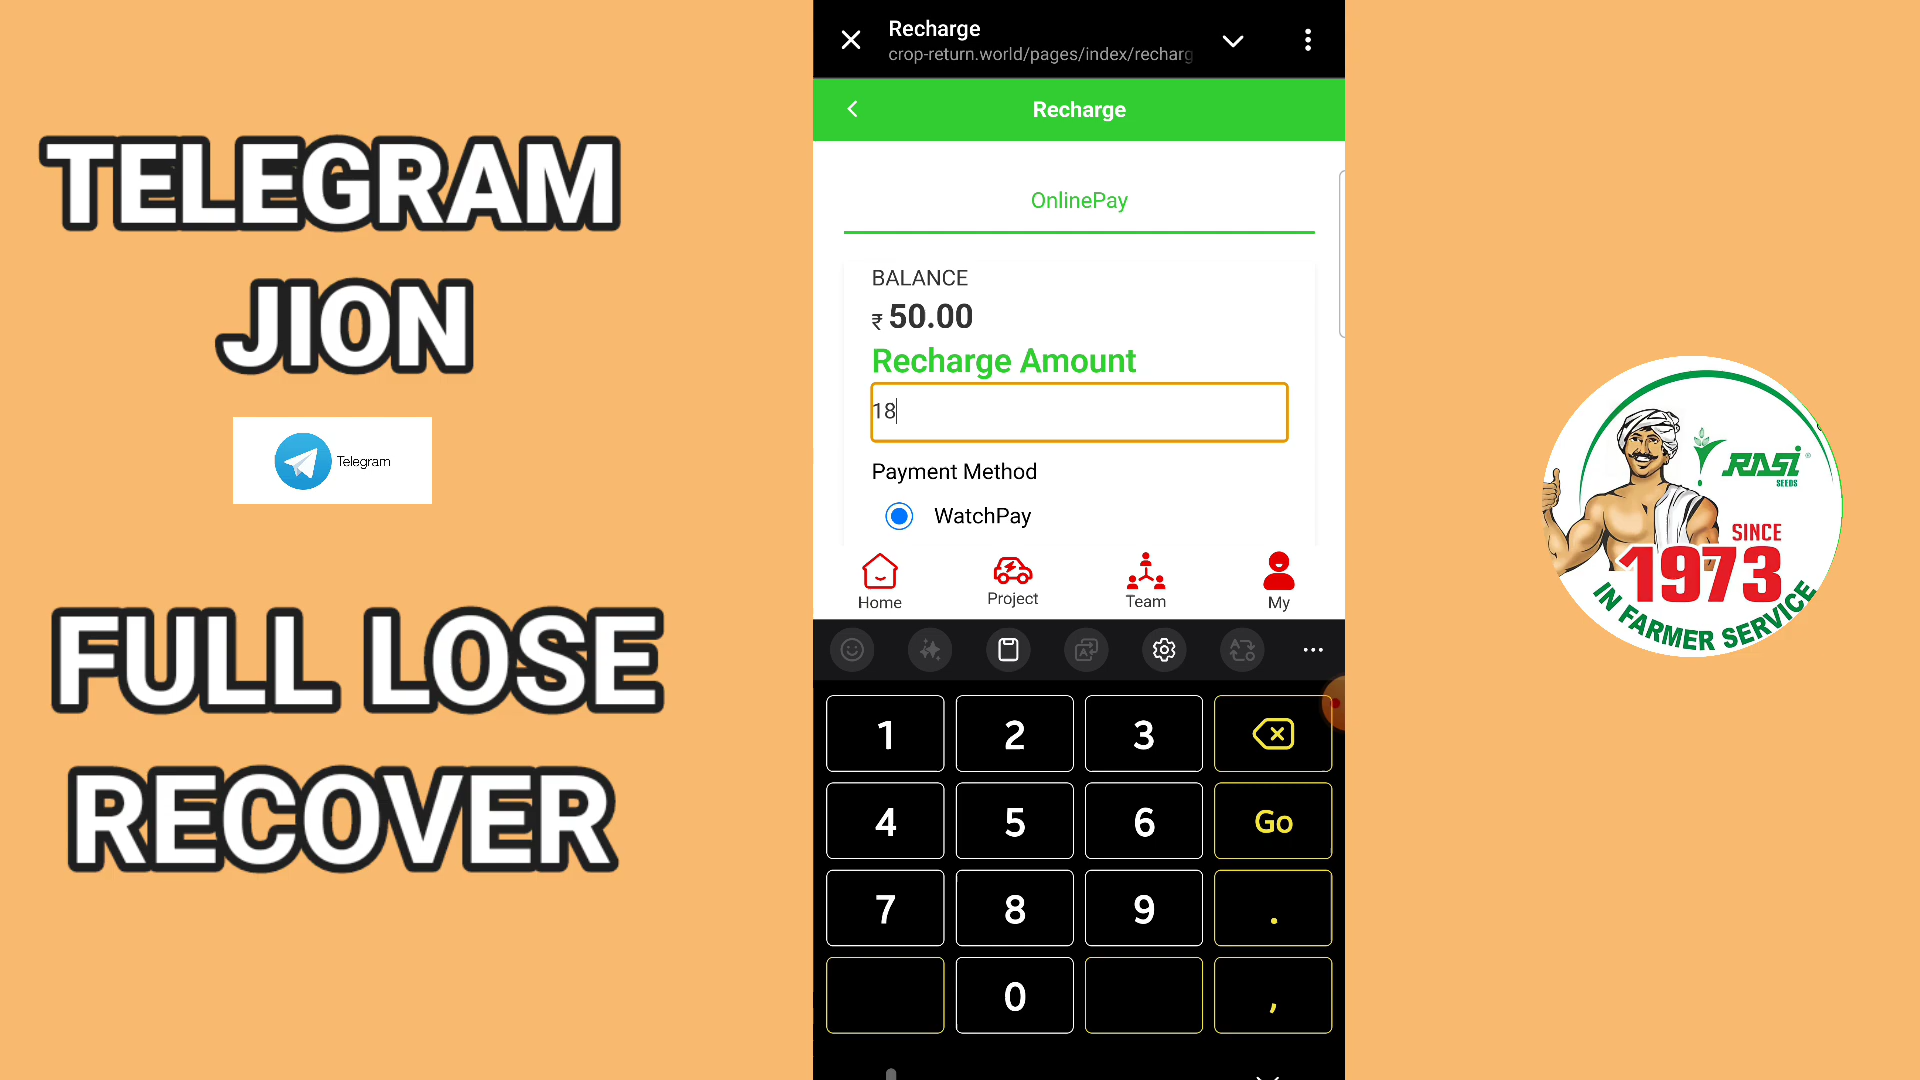 TELEGRAM
JION
Telegram
FULL LOSE
RECOVER
Recharge
crop-return.world/pages/index/recharg
Recharge
OnlinePay
BALANCE
₹ 50.00
Recharge Amount
18
Payment Method
WatchPay
Home
Project
Team
My
1
2
3
4
5
6
Go
7
8
9
.
0
,
RASI
SEEDS
SINCE
1973
IN FARMER SERVICE